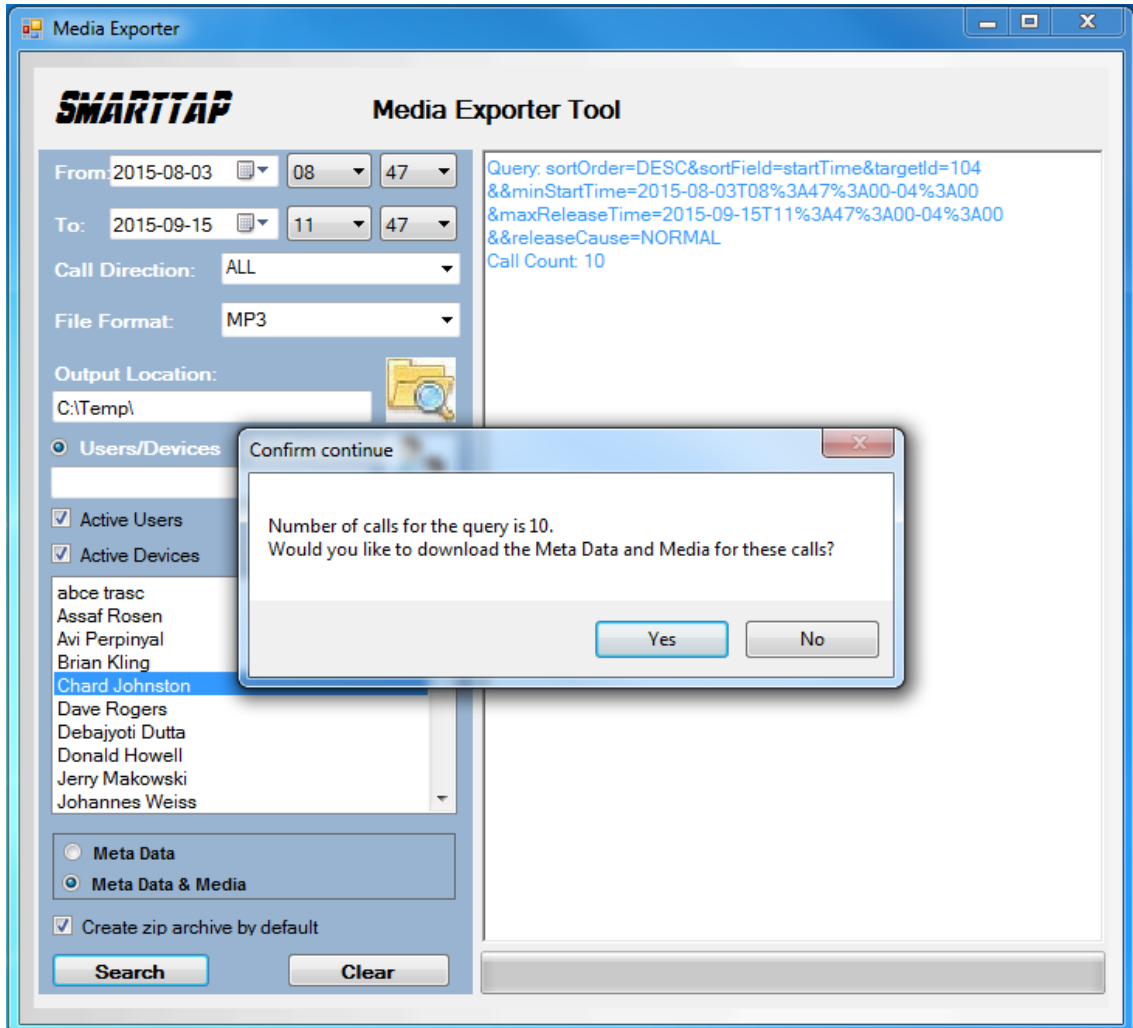 Media Exporter
SMARTTAP
Media Exporter Tool
From: 2015-08-03 08 47
To: 2015-09-15 11 47
Call Direction: ALL
File Format: MP3
Output Location:
C:\Temp\
Users/Devices
Active Users
Active Devices
abce trasc
Assaf Rosen
Avi Perpinyal
Brian Kling
Chard Johnston
Dave Rogers
Debajyoti Dutta
Donald Howell
Jerry Makowski
Johannes Weiss
Meta Data
Meta Data & Media
Create zip archive by default
Search Clear
Query: sortOrder=DESC&sortField=startTime&targetId=104
&&minStartTime=2015-08-03T08%3A47%3A00-04%3A00
&maxReleaseTime=2015-09-15T11%3A47%3A00-04%3A00
&&releaseCause=NORMAL
Call Count: 10
Confirm continue
Number of calls for the query is 10.
Would you like to download the Meta Data and Media for these calls?
Yes No